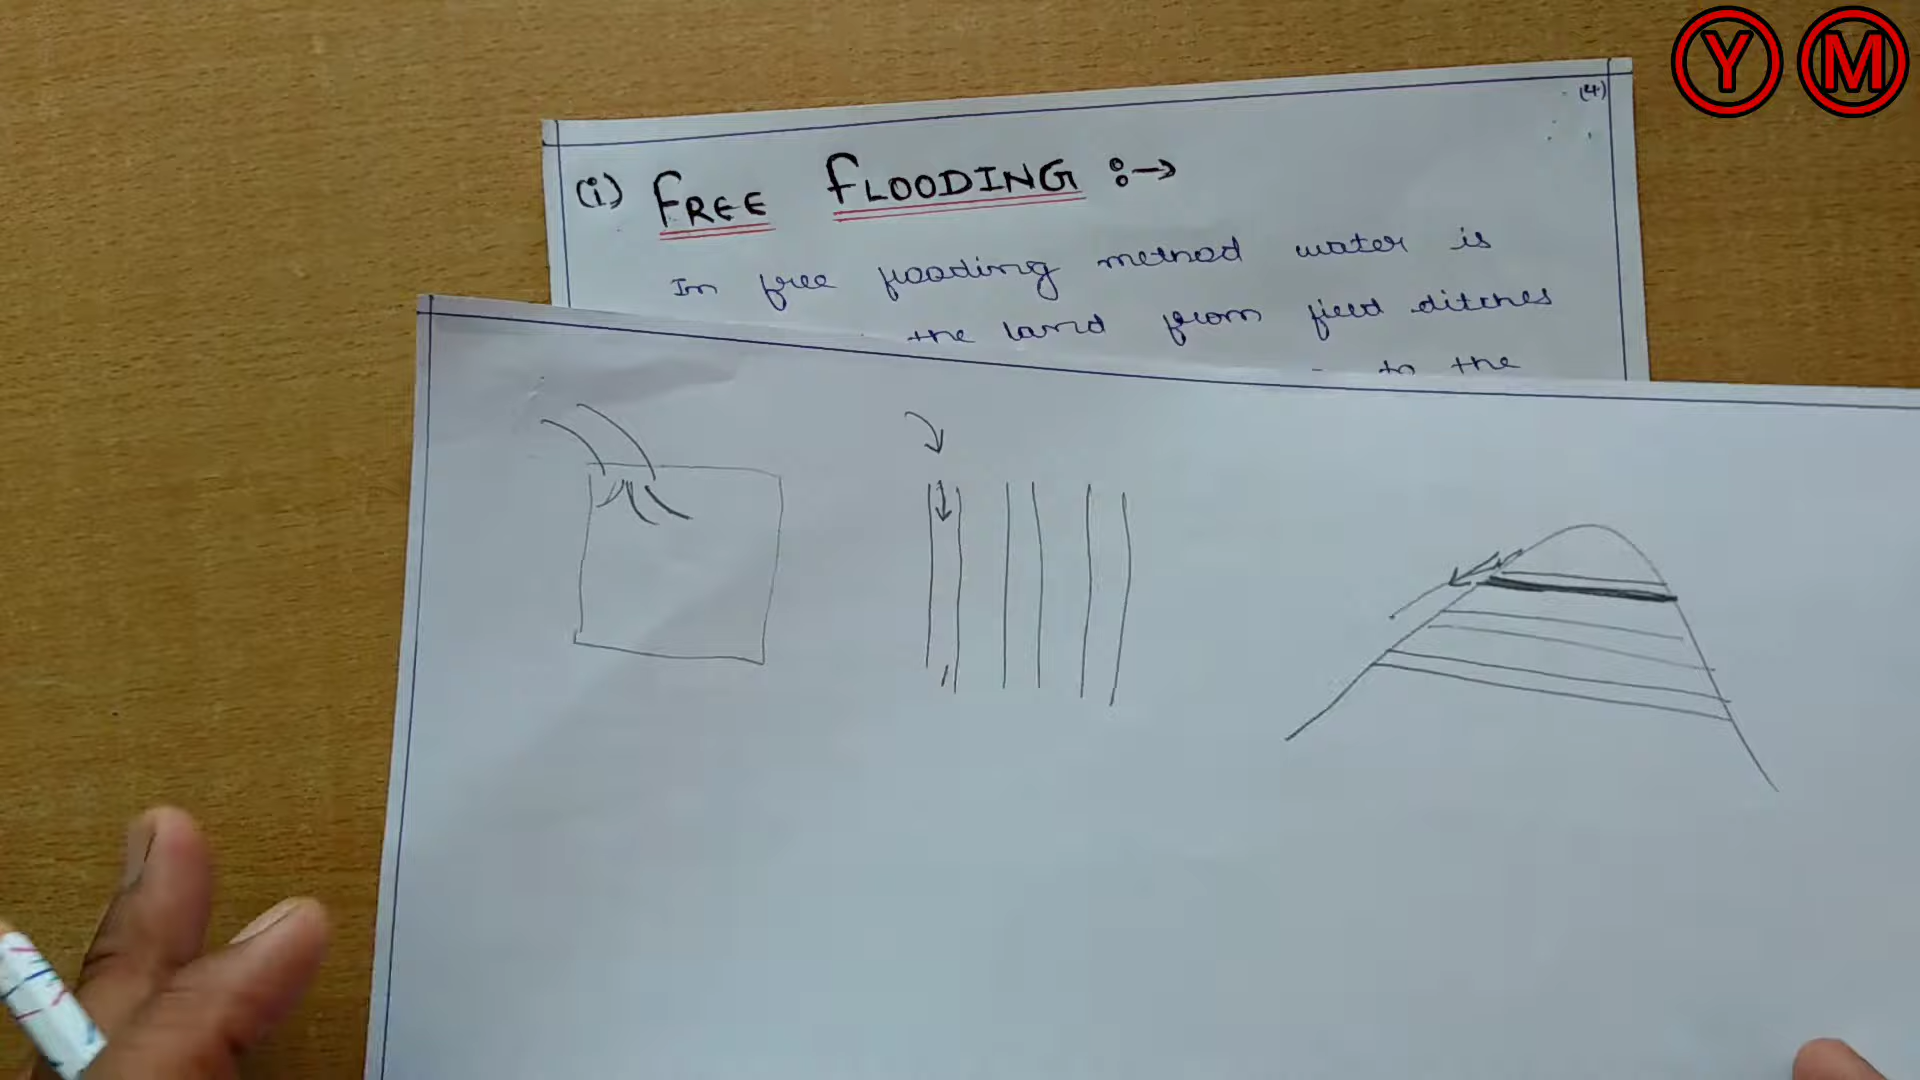 Y M
(4)
(i) FREE FLOODING :→
In free flooding method water is
the land from field ditches
to the